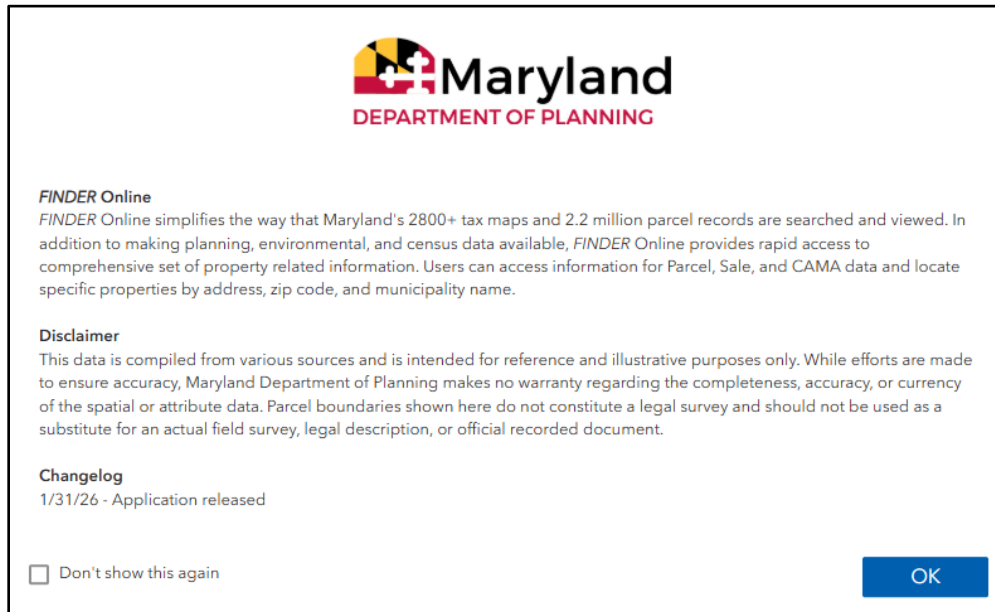 Maryland
DEPARTMENT OF PLANNING
FINDER Online
FINDER Online simplifies the way that Maryland's 2800+ tax maps and 2.2 million parcel records are searched and viewed. In
addition to making planning, environmental, and census data available, FINDER Online provides rapid access to
comprehensive set of property related information. Users can access information for Parcel, Sale, and CAMA data and locate
specific properties by address, zip code, and municipality name.
Disclaimer
This data is compiled from various sources and is intended for reference and illustrative purposes only. While efforts are made
to ensure accuracy, Maryland Department of Planning makes no warranty regarding the completeness, accuracy, or currency
of the spatial or attribute data. Parcel boundaries shown here do not constitute a legal survey and should not be used as a
substitute for an actual field survey, legal description, or official recorded document.
Changelog
1/31/26 - Application released
Don't show this again
OK